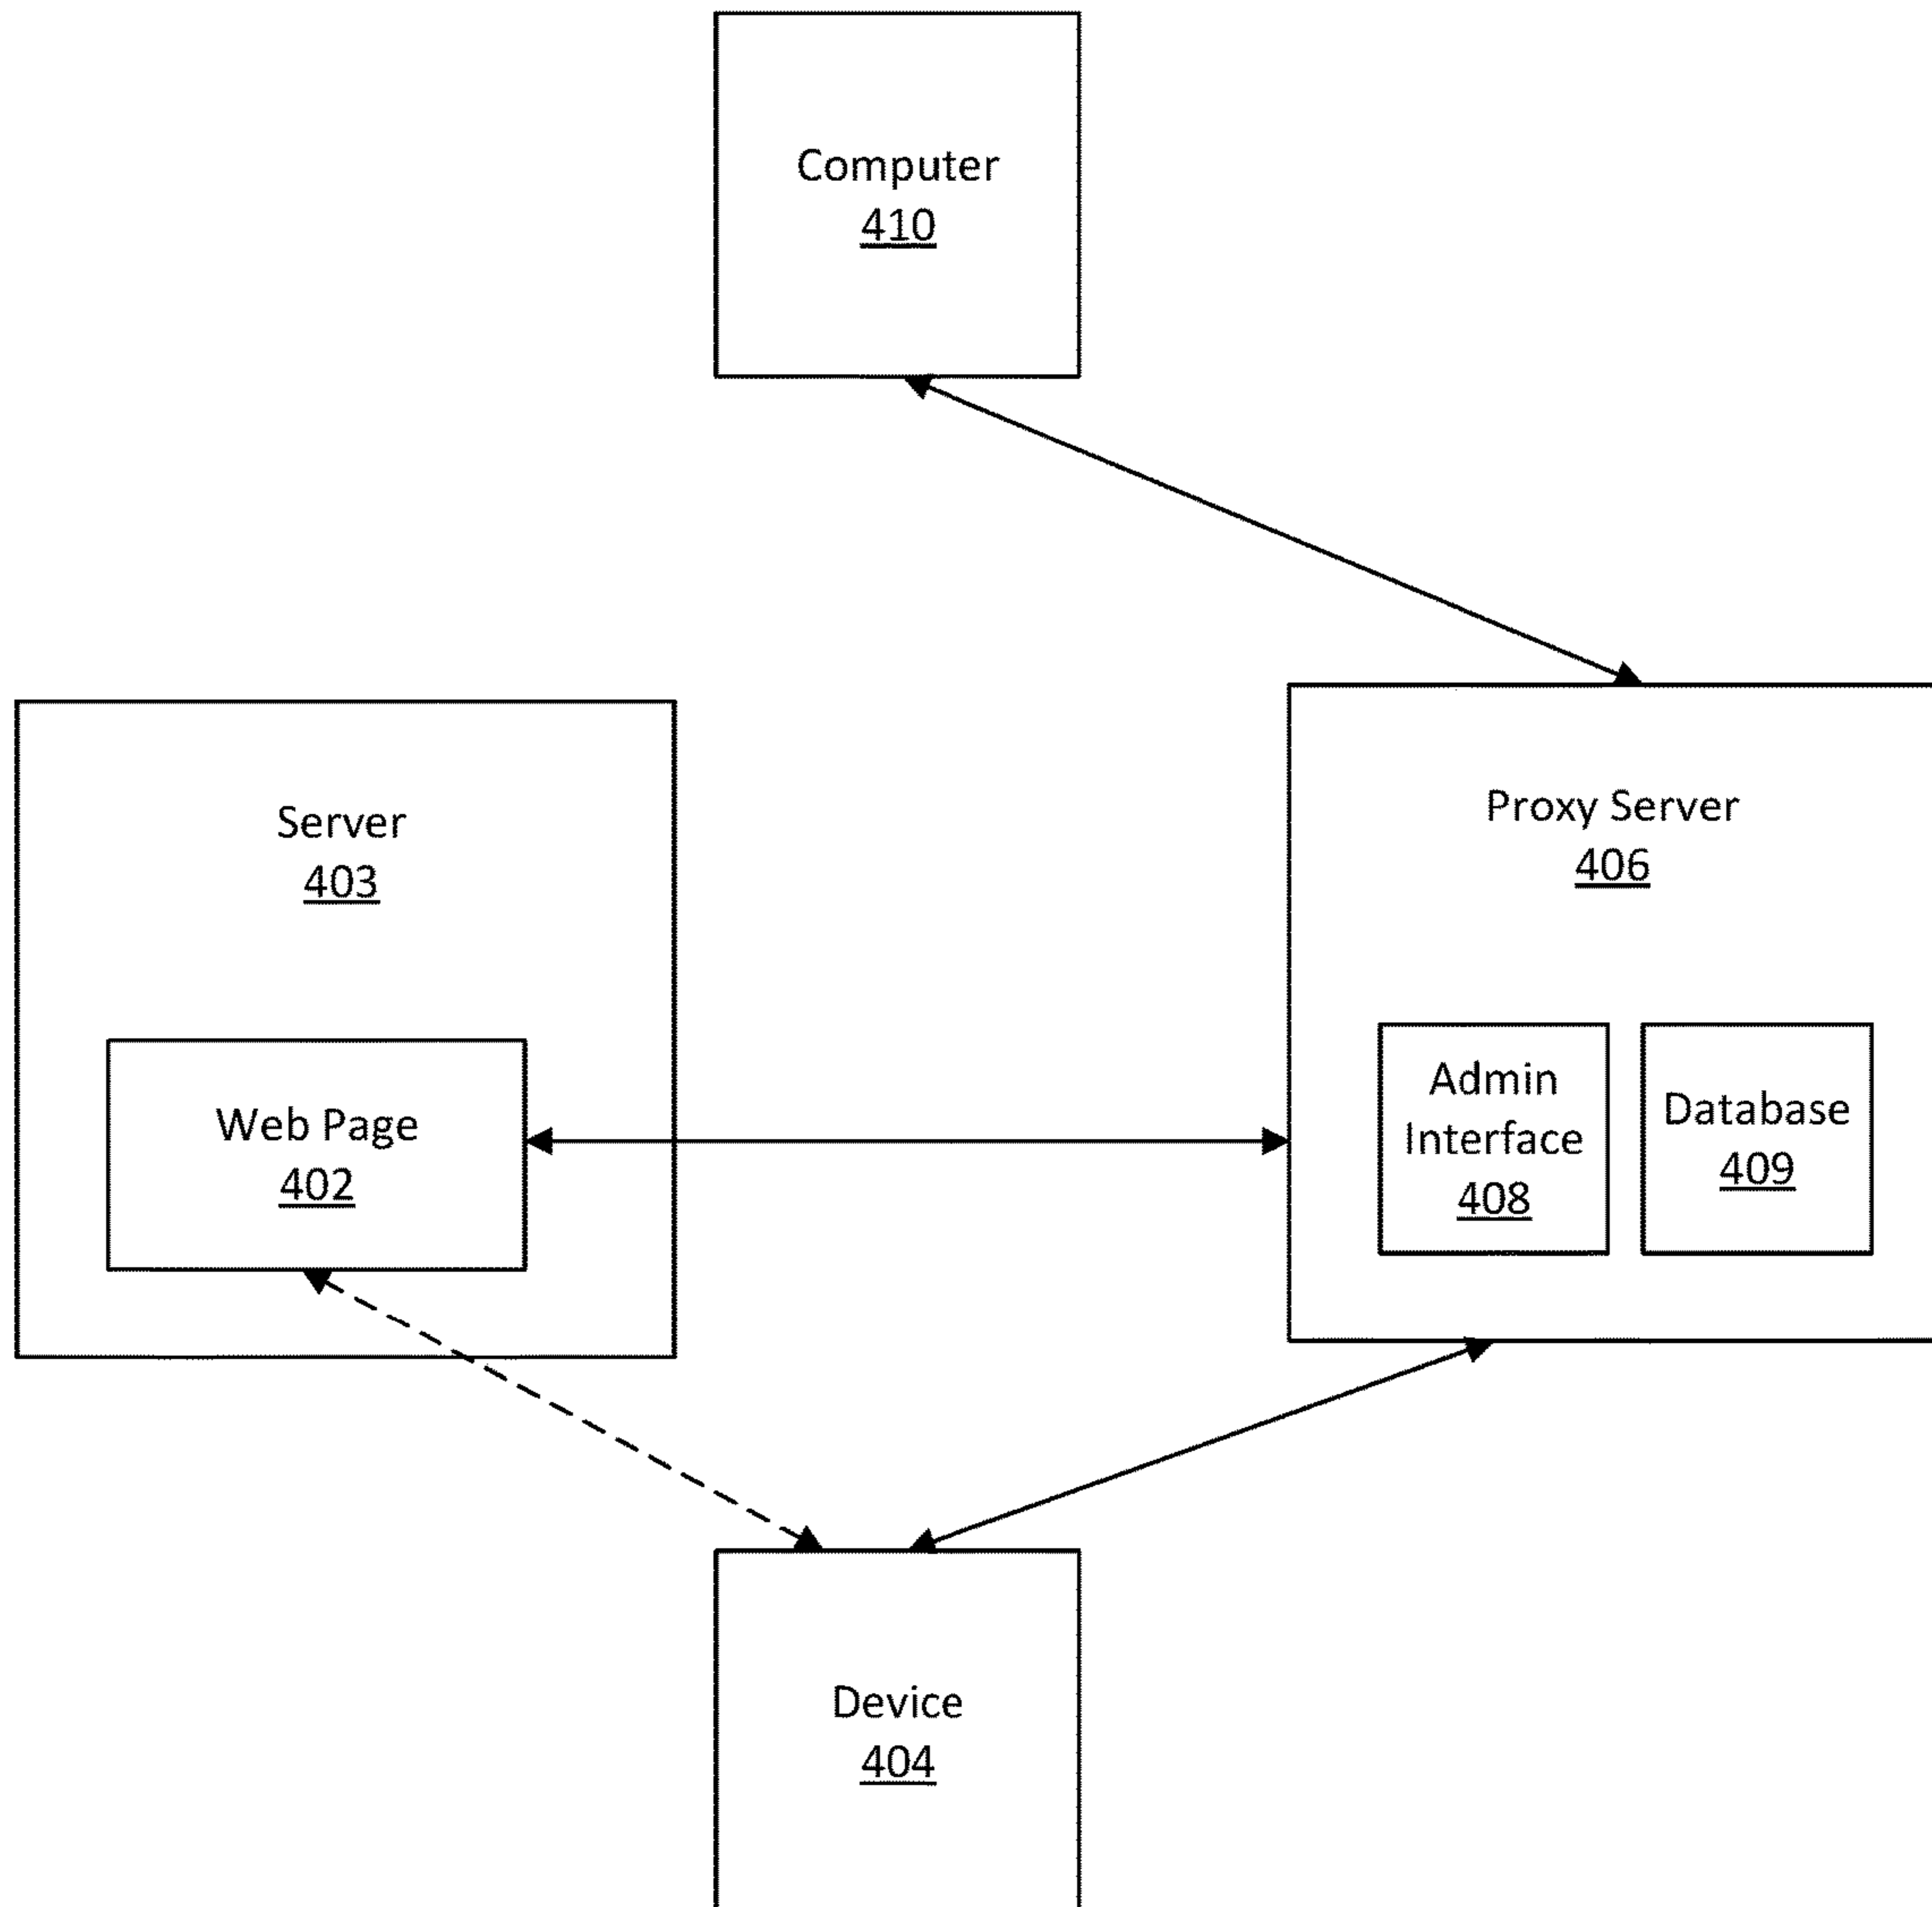 Computer
410
Server
403
Proxy Server
406
Web Page
402
Admin
Interface
408
Database
409
Device
404